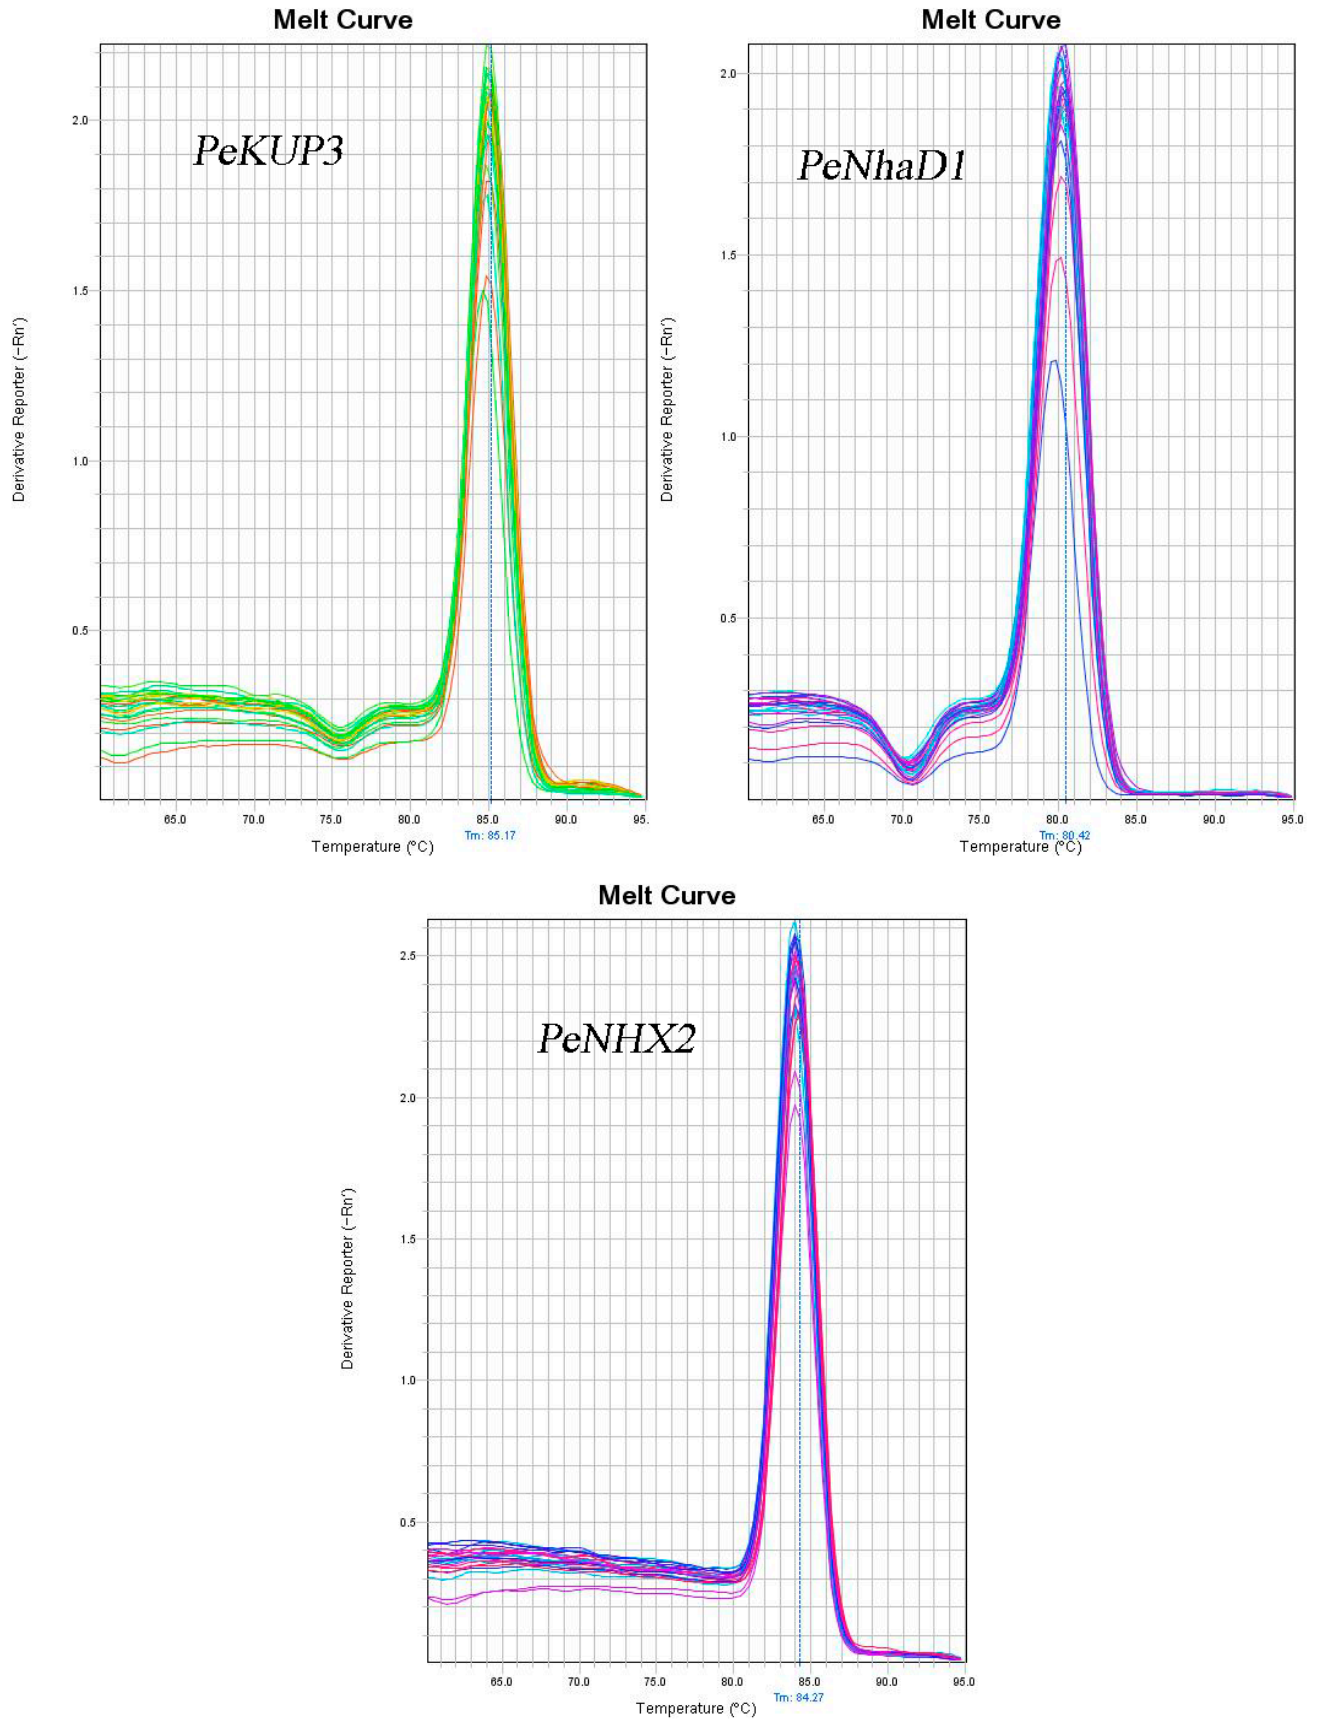 Melt Curve
PeKUP3
Derivative Reporter (−Rn')
2.0
1.5
1.0
0.5
65.0 70.0 75.0 80.0 85.0 90.0 95.
Tm: 85.17
Temperature (°C)
Melt Curve
PeNhaD1
Derivative Reporter (−Rn')
2.0
1.5
1.0
0.5
65.0 70.0 75.0 80.0 85.0 90.0 95.0
Tm: 80.42
Temperature (°C)
Melt Curve
PeNHX2
Derivative Reporter (−Rn')
2.5
2.0
1.5
1.0
0.5
65.0 70.0 75.0 80.0 85.0 90.0 95.0
Tm: 84.27
Temperature (°C)